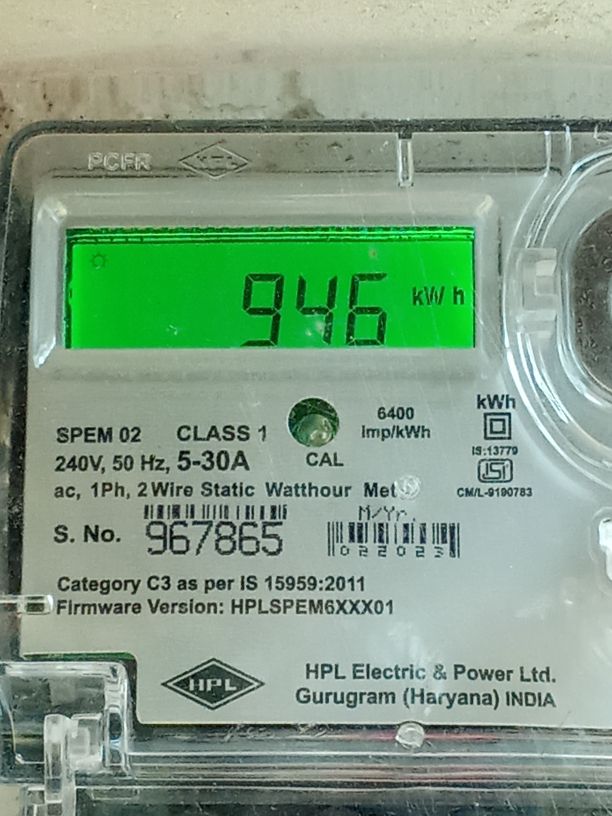 PCFR HPL
946 kW h
6400
Imp/kWh
kWh
SPEM 02 CLASS 1
240V, 50 Hz, 5-30A
CAL
IS:13779
ISI
CM/L-9190783
ac, 1Ph, 2 Wire Static Watthour
M/Yr.
S. No. 967865
022023
Category C3 as per IS 15959:2011
Firmware Version: HPLSPEM6XXX01
HPL
HPL Electric & Power Ltd.
Gurugram (Haryana) INDIA